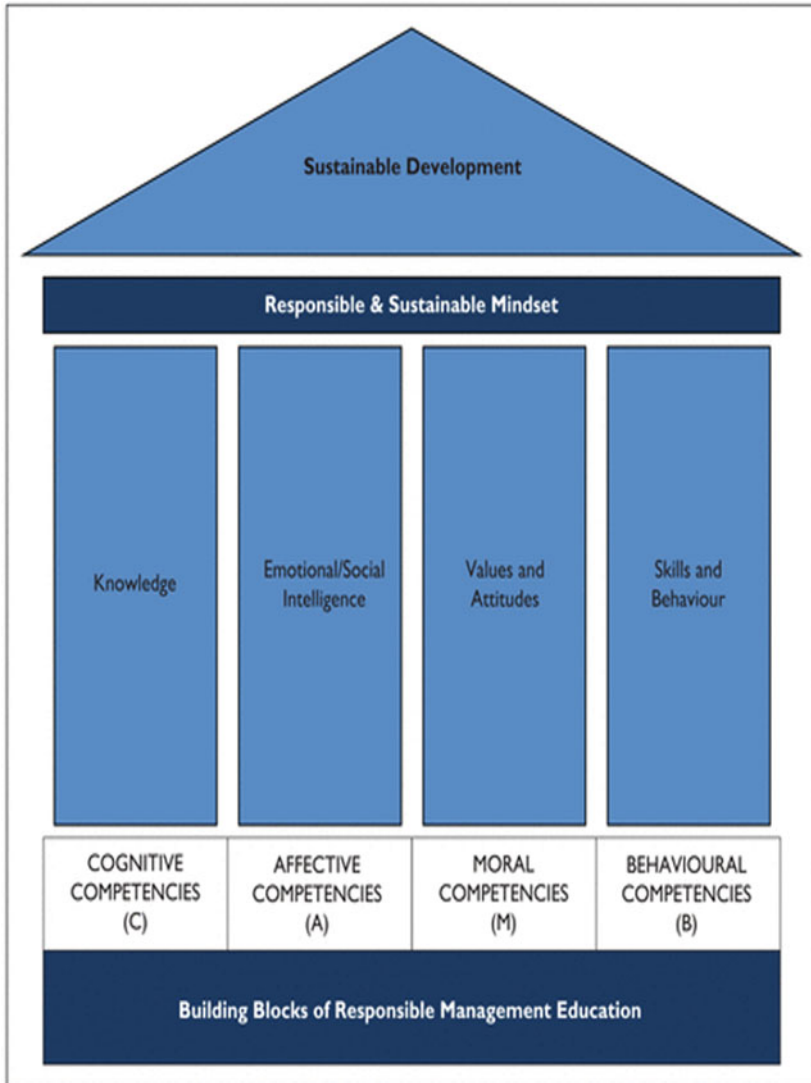 Sustainable Development
Responsible & Sustainable Mindset
Knowledge
Emotional/Social
Intelligence
Values and
Attitudes
Skills and
Behaviour
COGNITIVE
COMPETENCIES
(C)
AFFECTIVE
COMPETENCIES
(A)
MORAL
COMPETENCIES
(M)
BEHAVIOURAL
COMPETENCIES
(B)
Building Blocks of Responsible Management Education